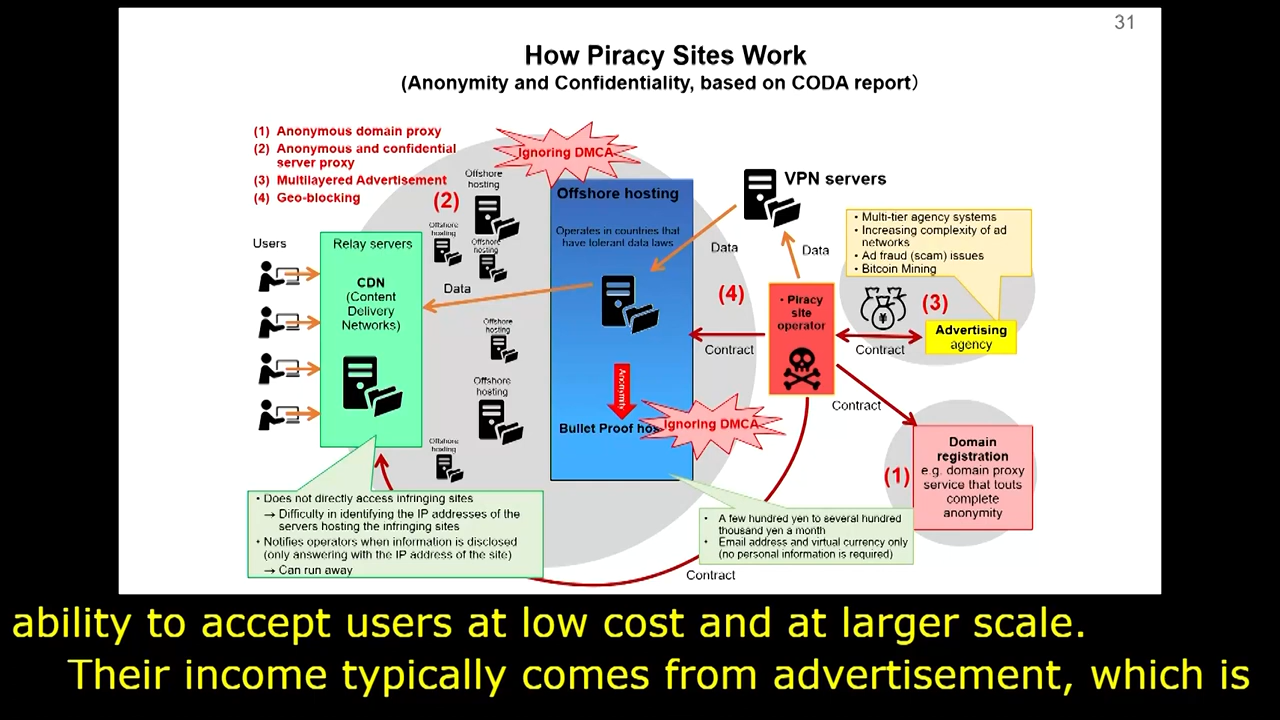 31
How Piracy Sites Work
(Anonymity and Confidentiality, based on CODA report)
(1) Anonymous domain proxy
(2) Anonymous and confidential
server proxy
(3) Multilayered Advertisement
(4) Geo-blocking
Ignoring DMCA
Offshore
hosting
(2)
Offshore
hosting
Offshore
hosting
Offshore hosting
Operates in countries that
have tolerant data laws
VPN servers
Data
Data
• Multi-tier agency systems
• Increasing complexity of ad
networks
• Ad fraud (scam) issues
• Bitcoin Mining
Users
Relay servers
CDN
(Content
Delivery
Networks)
Data
(4)
• Piracy
site
operator
¥
(3)
Advertising
agency
Contract
Contract
Offshore
hosting
Offshore
hosting
Offshore
hosting
Anonymity
Bullet Proof hos
Ignoring DMCA
Contract
(1)
Domain
registration
e.g. domain proxy
service that touts
complete
anonymity
• Does not directly access infringing sites
→ Difficulty in identifying the IP addresses of the
servers hosting the infringing sites
• Notifies operators when information is disclosed
(only answering with the IP address of the site)
→ Can run away
• A few hundred yen to several hundred
thousand yen a month
• Email address and virtual currency only
(no personal information is required)
Contract
ability to accept users at low cost and at larger scale.
Their income typically comes from advertisement, which is